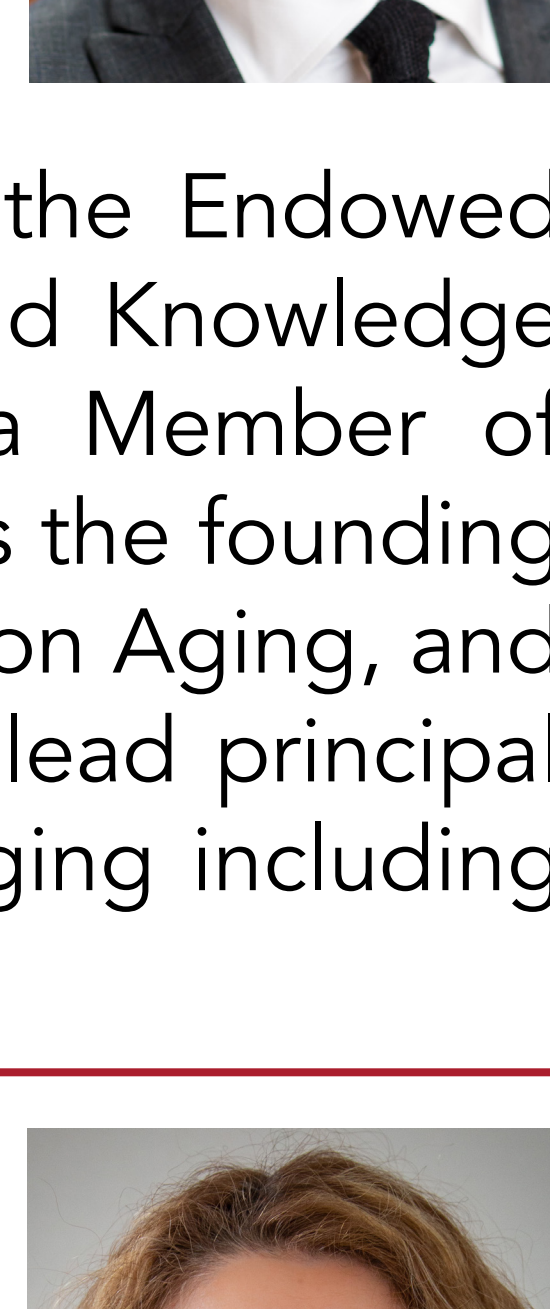 the Endowed
d Knowledge
a Member of
s the founding
on Aging, and
lead principal
ging including